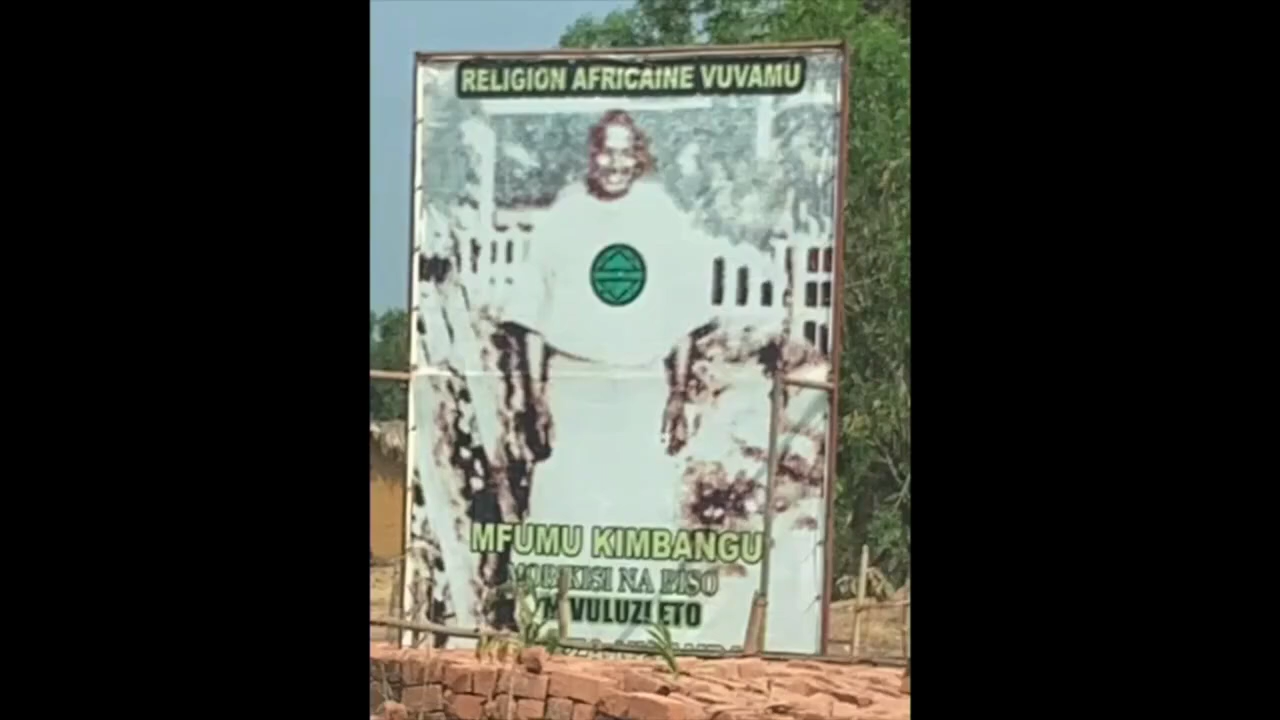 RELIGION AFRICAINE VUVAMU
MFUMU KIMBANGU
MOBIKISI NA BISO
MVULUZI ETO